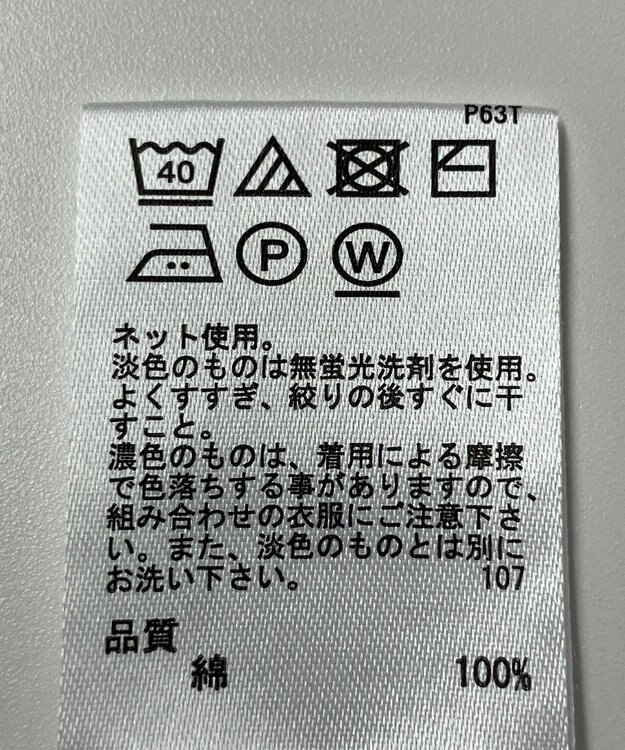 P63T
40
P W
ネット使用。
淡色のものは無蛍光洗剤を使用。
よくすすぎ、絞りの後すぐに干
すこと。
濃色のものは、着用による摩擦
で色落ちする事がありますので、
組み合わせの衣服にご注意下さ
い。また、淡色のものとは別に
お洗い下さい。 107
品質
綿 100%